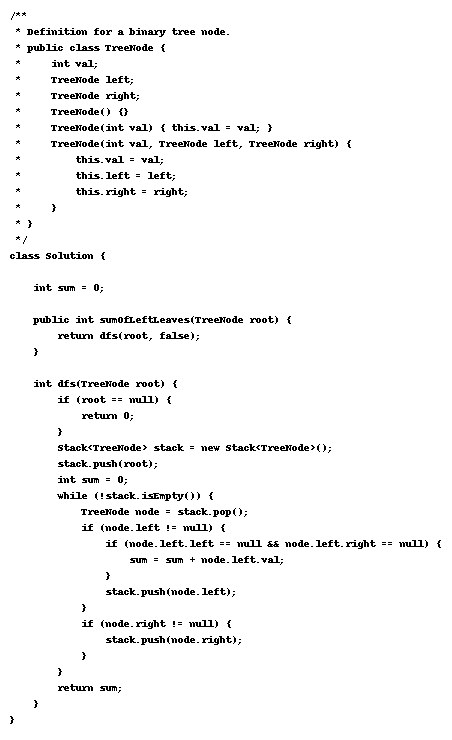 /**
 * Definition for a binary tree node.
 * public class TreeNode {
 *     int val;
 *     TreeNode left;
 *     TreeNode right;
 *     TreeNode() {}
 *     TreeNode(int val) { this.val = val; }
 *     TreeNode(int val, TreeNode left, TreeNode right) {
 *         this.val = val;
 *         this.left = left;
 *         this.right = right;
 *     }
 * }
 */
class Solution {

    int sum = 0;

    public int sumOfLeftLeaves(TreeNode root) {
        return dfs(root, false);
    }

    int dfs(TreeNode root) {
        if (root == null) {
            return 0;
        }
        Stack<TreeNode> stack = new Stack<TreeNode>();
        stack.push(root);
        int sum = 0;
        while (!stack.isEmpty()) {
            TreeNode node = stack.pop();
            if (node.left != null) {
                if (node.left.left == null && node.left.right == null) {
                    sum = sum + node.left.val;
                }
                stack.push(node.left);
            }
            if (node.right != null) {
                stack.push(node.right);
            }
        }
        return sum;
    }
}